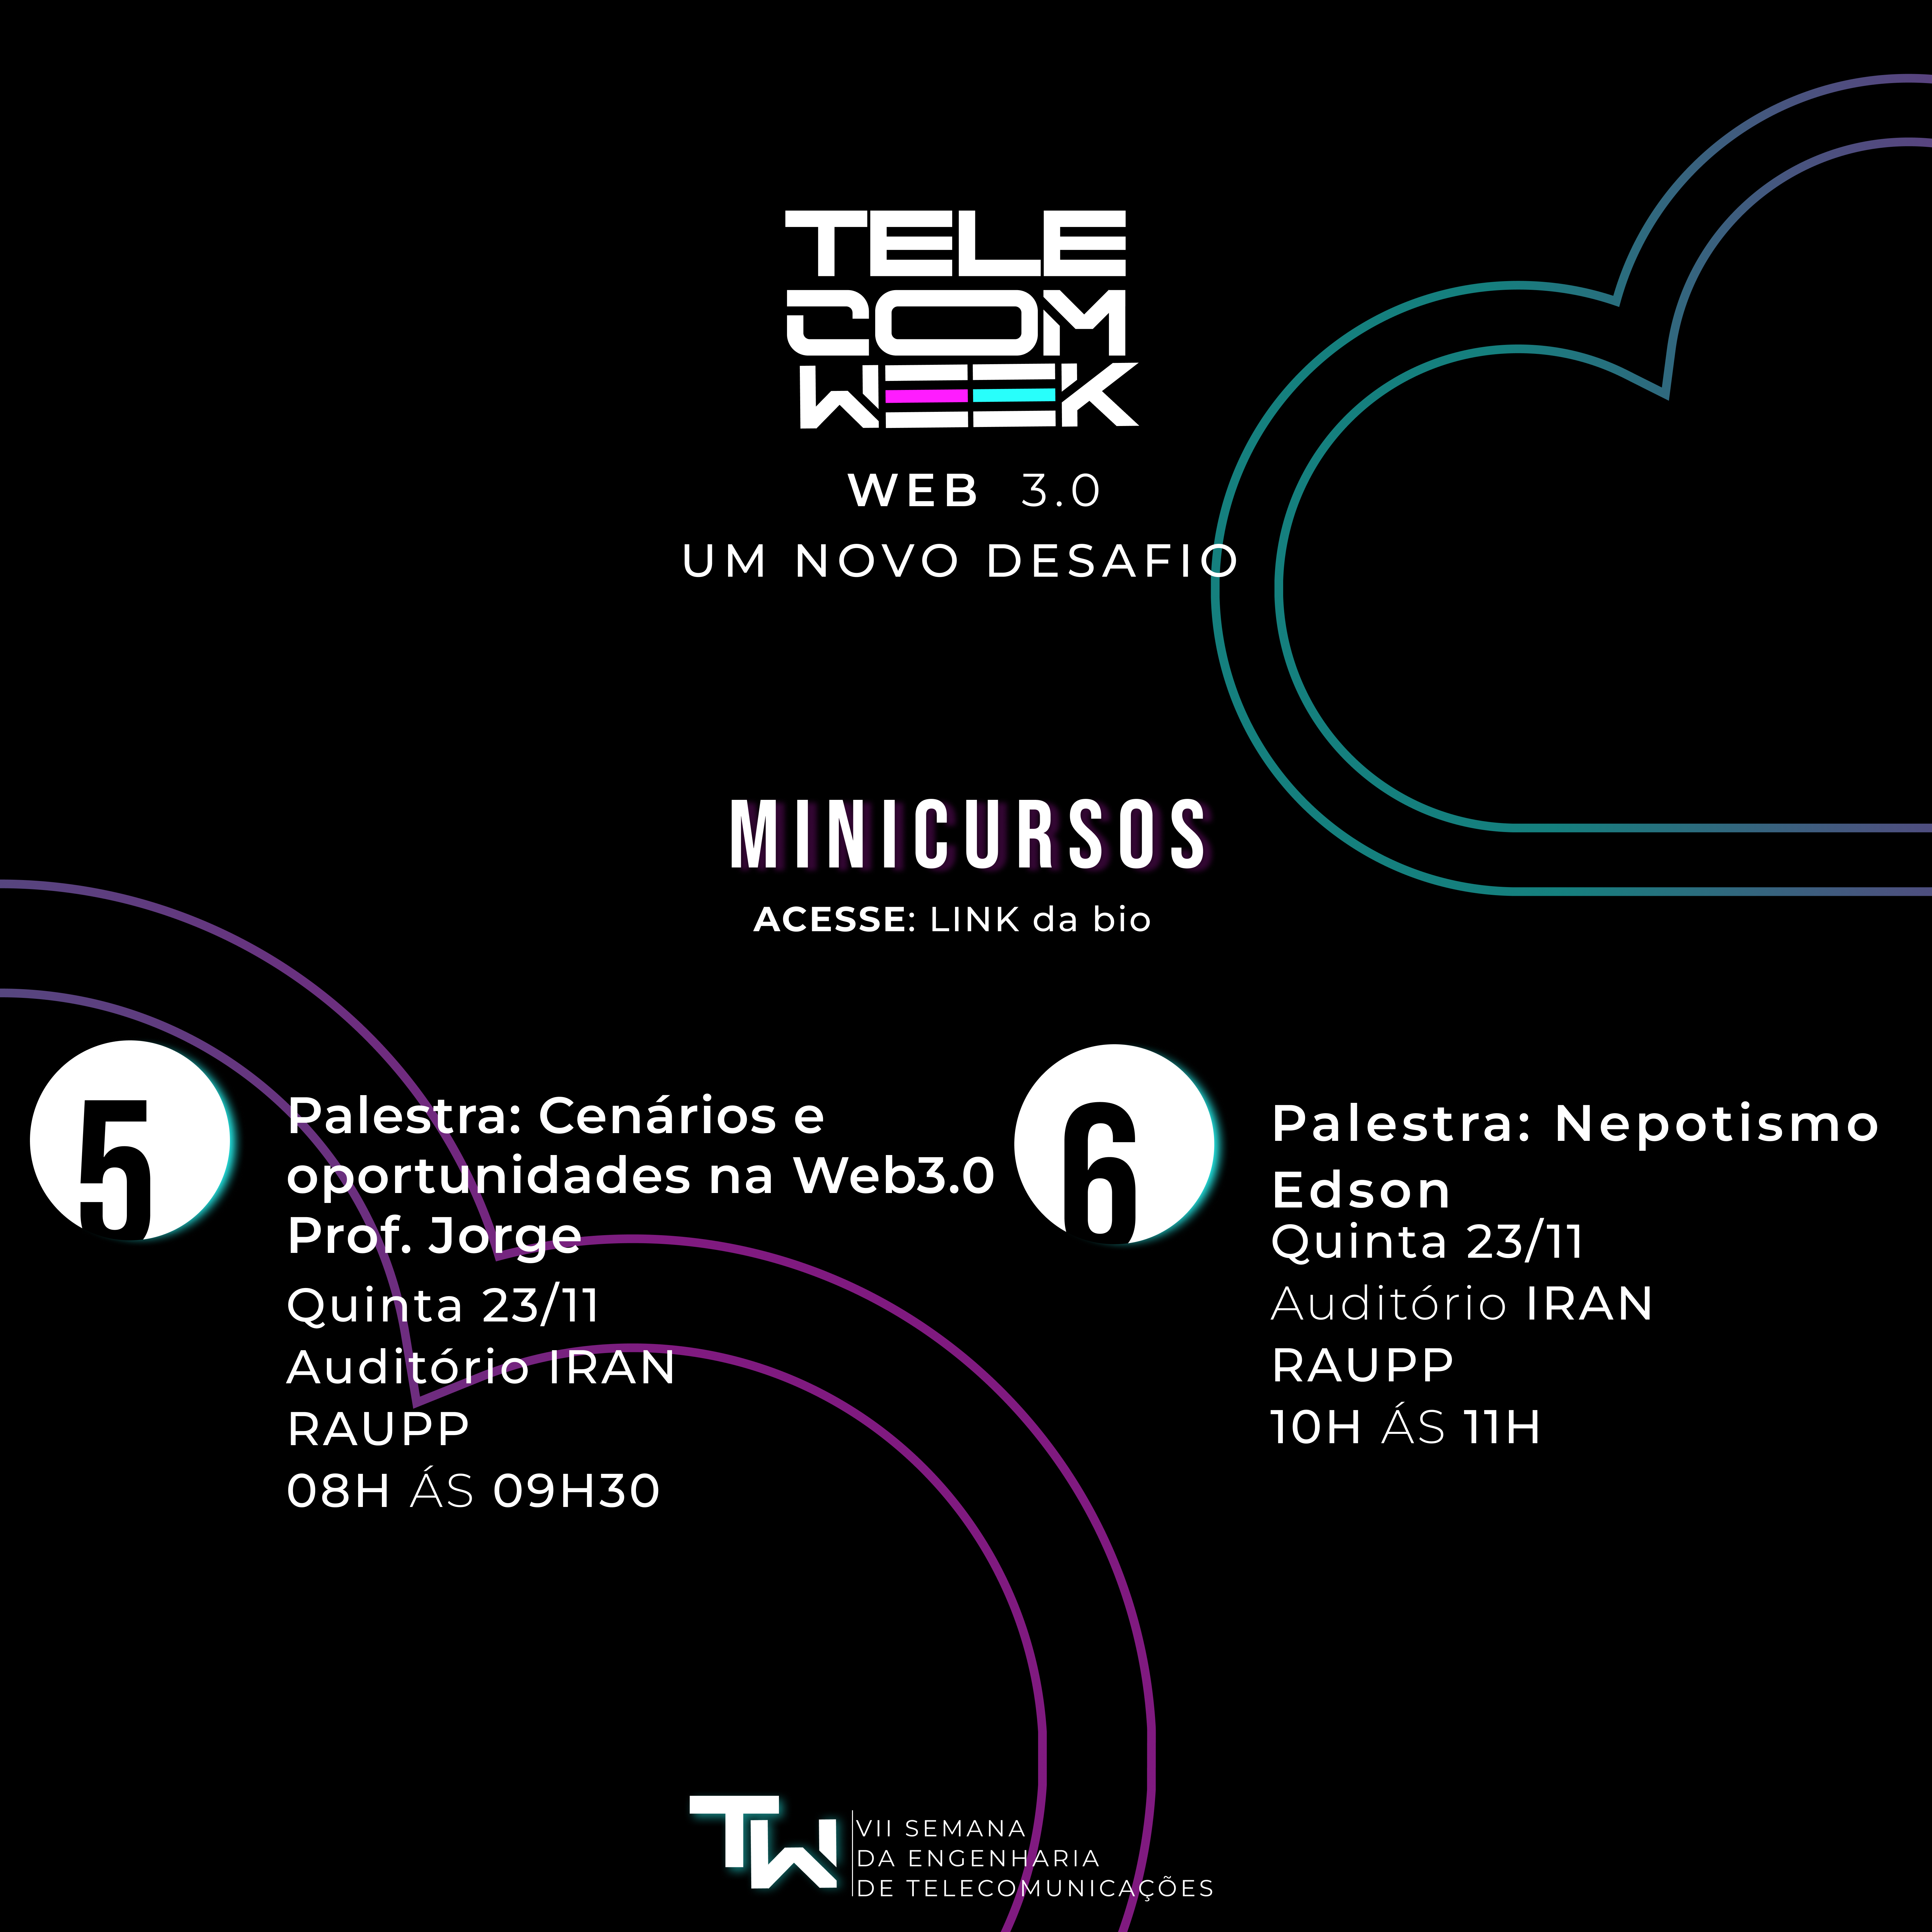 TELE
COM
WEEK
WEB 3.0
UM NOVO DESAFIO
MINICURSOS
ACESSE: LINK da bio
5
Palestra: Cenários e
oportunidades na Web3.0
Prof. Jorge
Quinta 23/11
Auditório IRAN
RAUPP
08H ÁS 09H30
6
Palestra: Nepotismo
Edson
Quinta 23/11
Auditório IRAN
RAUPP
10H ÁS 11H
TW
VII SEMANA
DA ENGENHARIA
DE TELECOMUNICAÇÕES